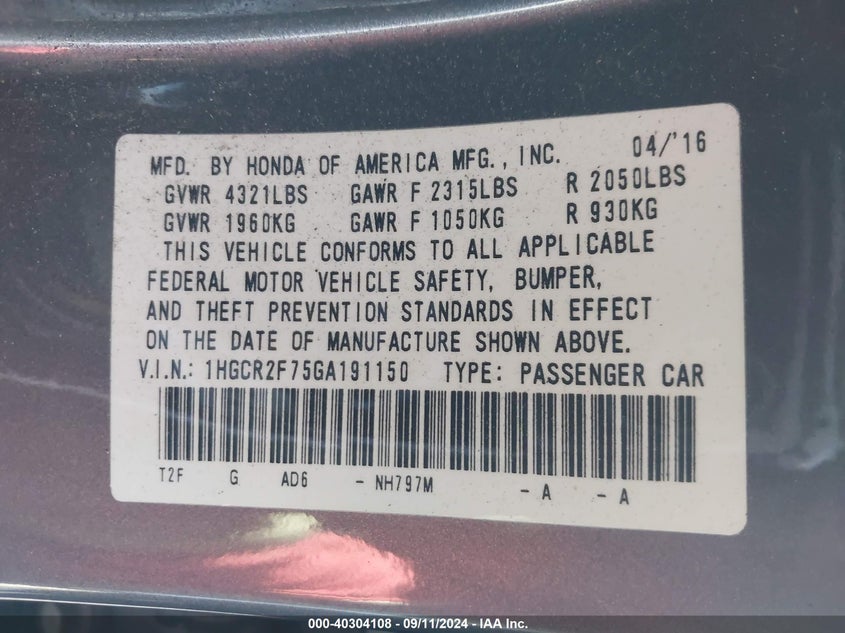 MFD. BY HONDA OF AMERICA MFG., INC. 04/'16
GVWR 4321LBS GAWR F 2315LBS R 2050LBS
GVWR 1960KG GAWR F 1050KG R 930KG
THIS VEHICLE CONFORMS TO ALL APPLICABLE
FEDERAL MOTOR VEHICLE SAFETY, BUMPER,
AND THEFT PREVENTION STANDARDS IN EFFECT
ON THE DATE OF MANUFACTURE SHOWN ABOVE.
V.I.N.: 1HGCR2F75GA191150 TYPE: PASSENGER CAR
T2F G AD6 - NH797M - A - A
000-40304108 - 09/11/2024 - IAA Inc.